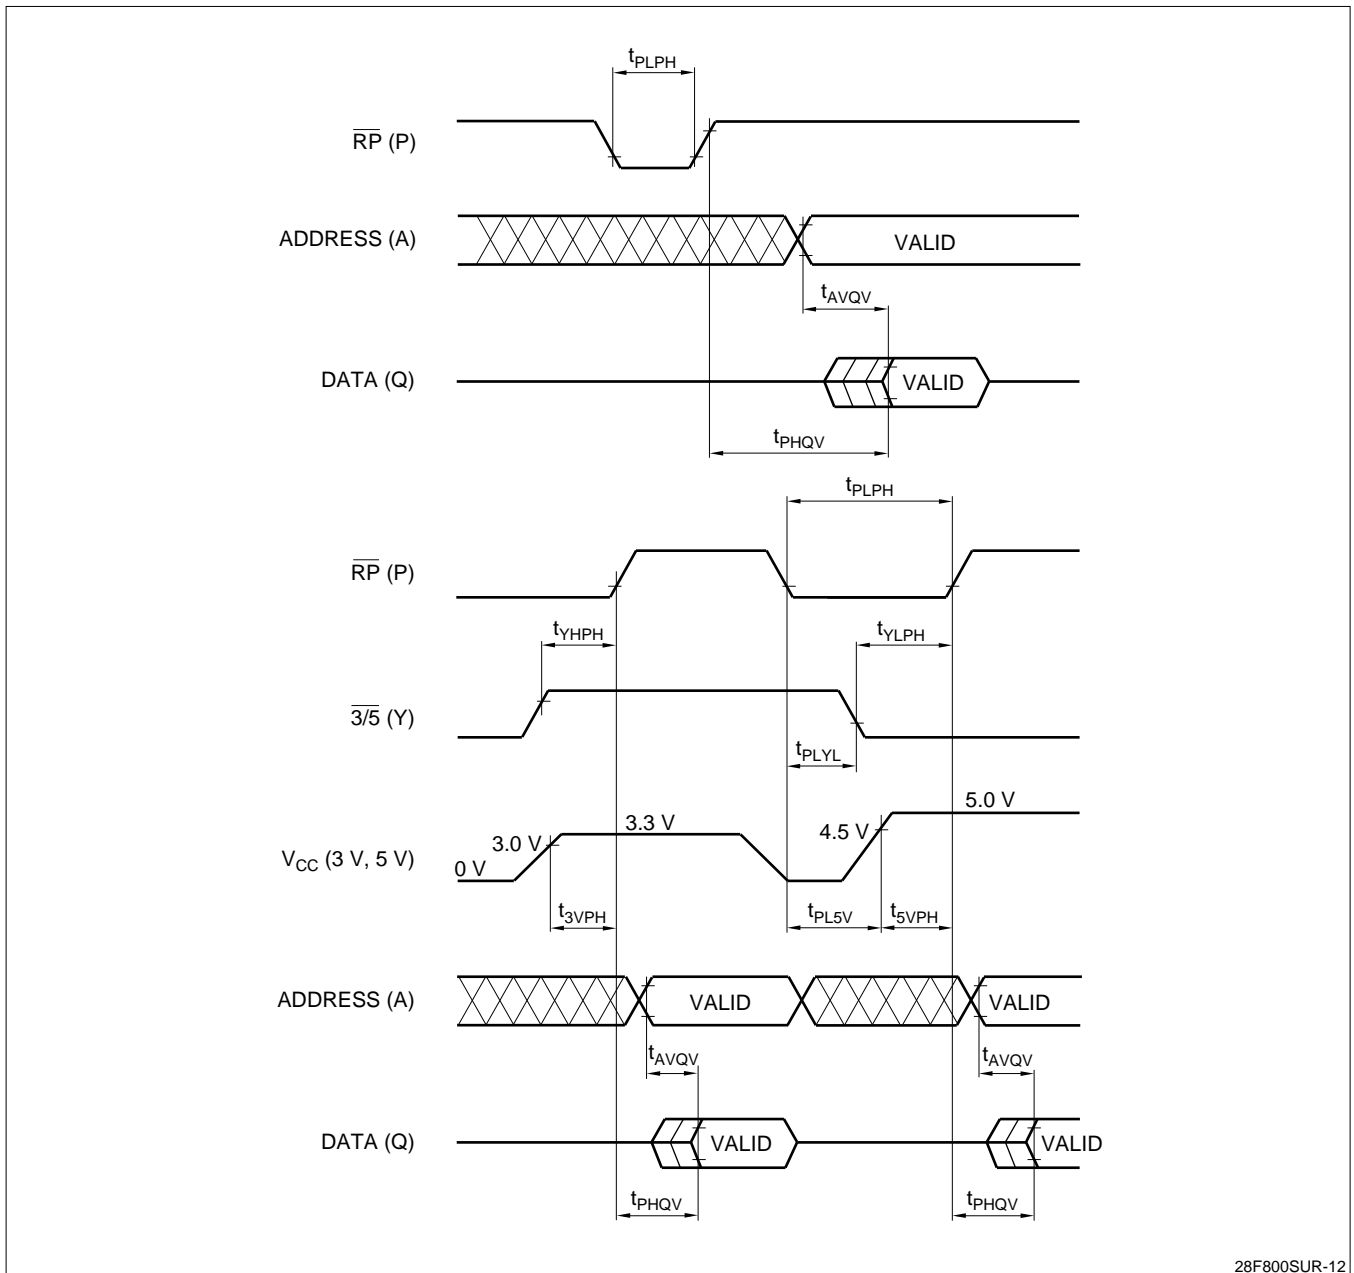 tPLPH
RP (P)
ADDRESS (A)
VALID
tAVQV
DATA (Q)
VALID
tPHQV
tPLPH
RP (P)
tYHPH
tYLPH
3/5 (Y)
tPLYL
5.0 V
3.3 V
4.5 V
3.0 V
VCC (3 V, 5 V)
0 V
t3VPH
tPL5V
t5VPH
ADDRESS (A)
VALID
VALID
tAVQV
tAVQV
DATA (Q)
VALID
VALID
tPHQV
tPHQV
28F800SUR-12